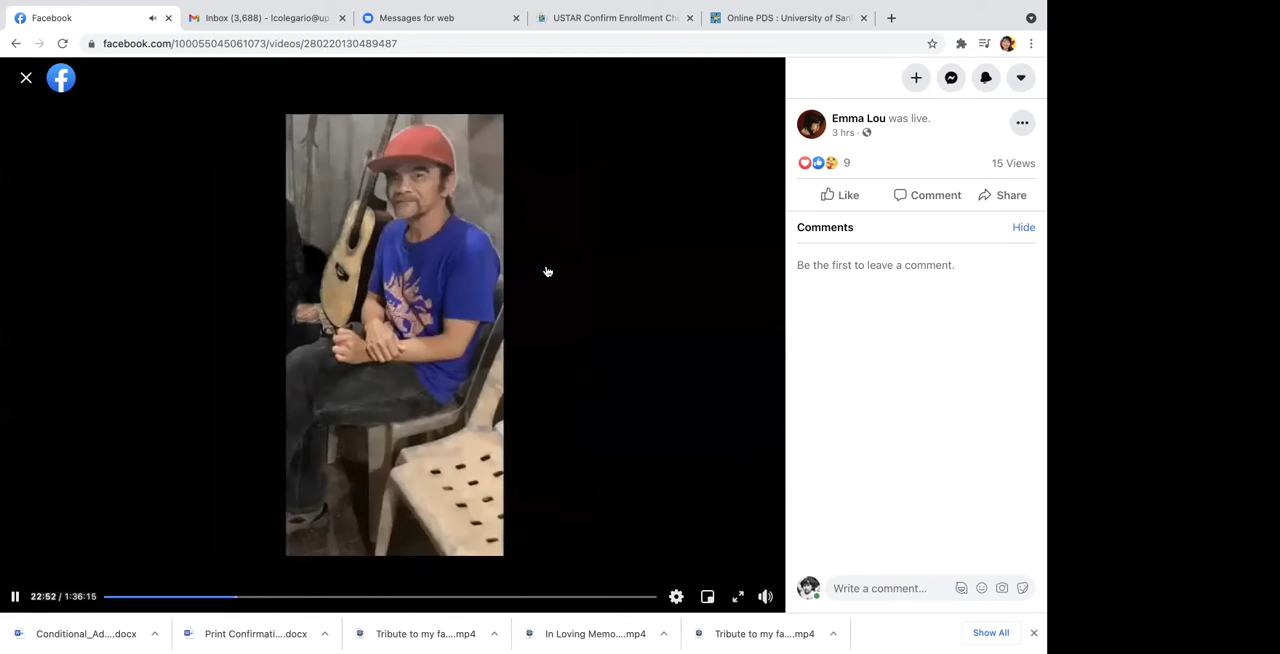 Facebook
Inbox (3,688) - lcolegario@up
Messages for web
USTAR Confirm Enrollment Ch
Online PDS : University of San
facebook.com/100055045061073/videos/280220130489487
Emma Lou was live.
3 hrs ·
9
15 Views
Like
Comment
Share
Comments
Hide
Be the first to leave a comment.
22:52 / 1:36:15
Write a comment...
Conditional_Ad....docx
Print Confirmati....docx
Tribute to my fa....mp4
In Loving Memo....mp4
Tribute to my fa....mp4
Show All